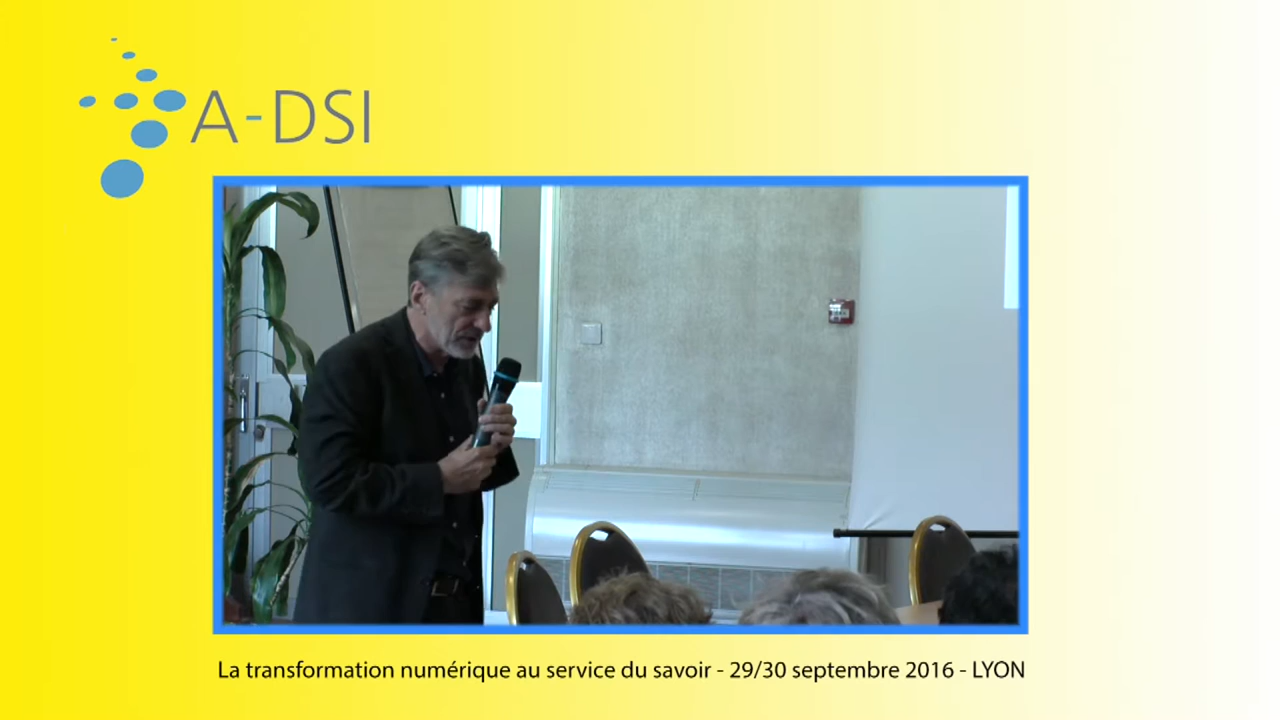 A-DSI
La transformation numérique au service du savoir - 29/30 septembre 2016 - LYON